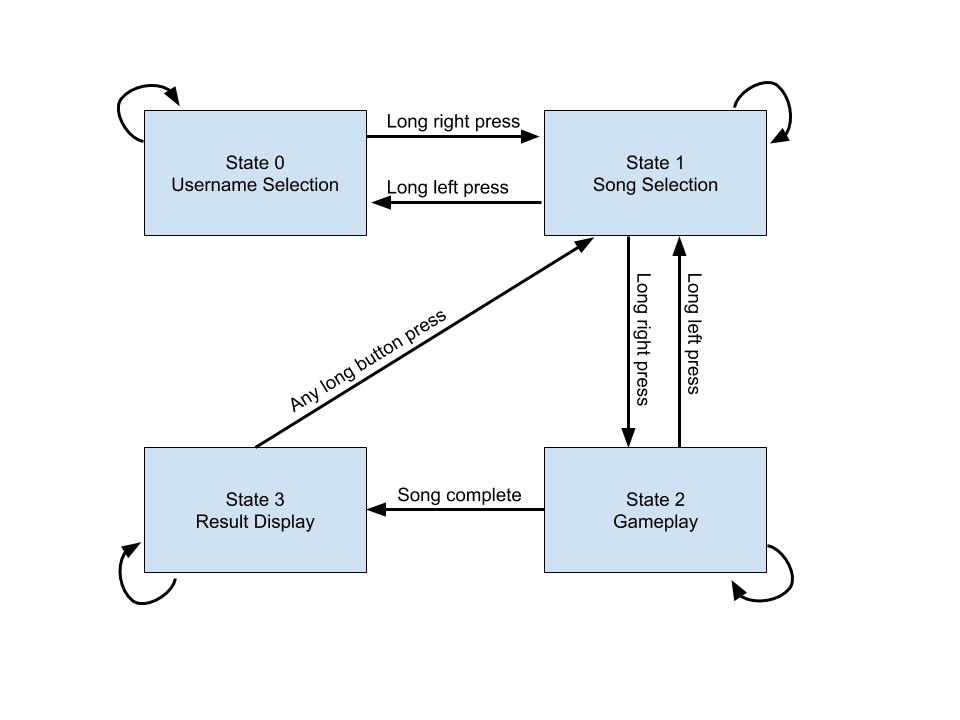 Long right press
State 0
Username Selection
State 1
Song Selection
Long left press
Long right press
Long left press
Any long button press
State 3
Result Display
Song complete
State 2
Gameplay